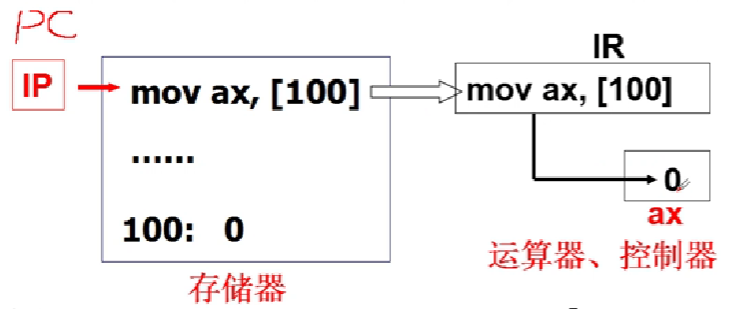 PC
IP
mov ax, [100]
......
100: 0
存储器
IR
mov ax, [100]
0
ax
运算器、控制器